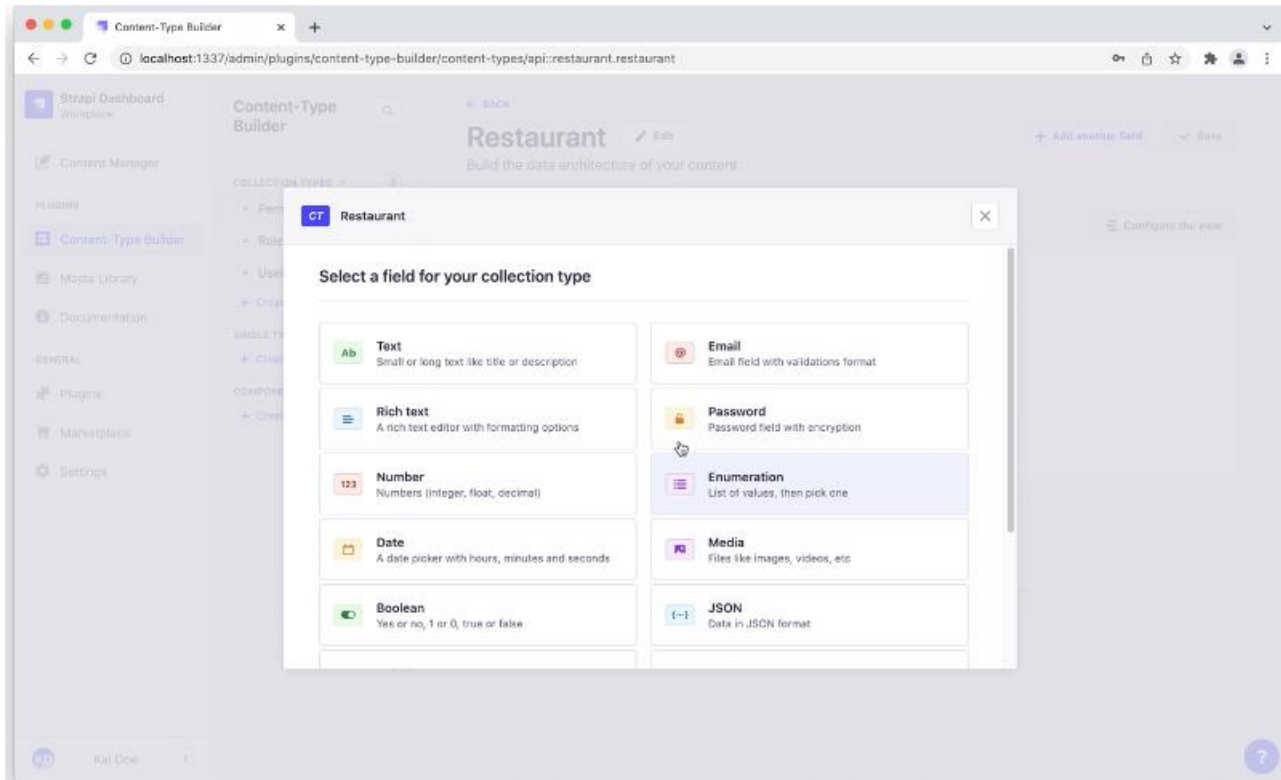 Content-Type Builder
localhost:1337/admin/plugins/content-type-builder/content-types/api::restaurant.restaurant
Strapi Dashboard
Workplace
Content Manager
PLUGINS
Content-Type Builder
Media Library
Documentation
GENERAL
Plugins
Marketplace
Settings
Content-Type
Builder
COLLECTION TYPES
Role
User
SINGLE
BACK
Restaurant
Edit
Build the data architecture of your content
Add another field
Save
Configure the view
CT Restaurant
Select a field for your collection type
Ab
Text
Small or long text like title or description
@
Email
Email field with validations format
Rich text
A rich text editor with formatting options
Password
Password field with encryption
123
Number
Numbers (integer, float, decimal)
Enumeration
List of values, then pick one
Date
A date picker with hours, minutes and seconds
Media
Files like images, videos, etc
Boolean
Yes or no, 1 or 0, true or false
{...}
JSON
Data in JSON format
Kai Doe
?